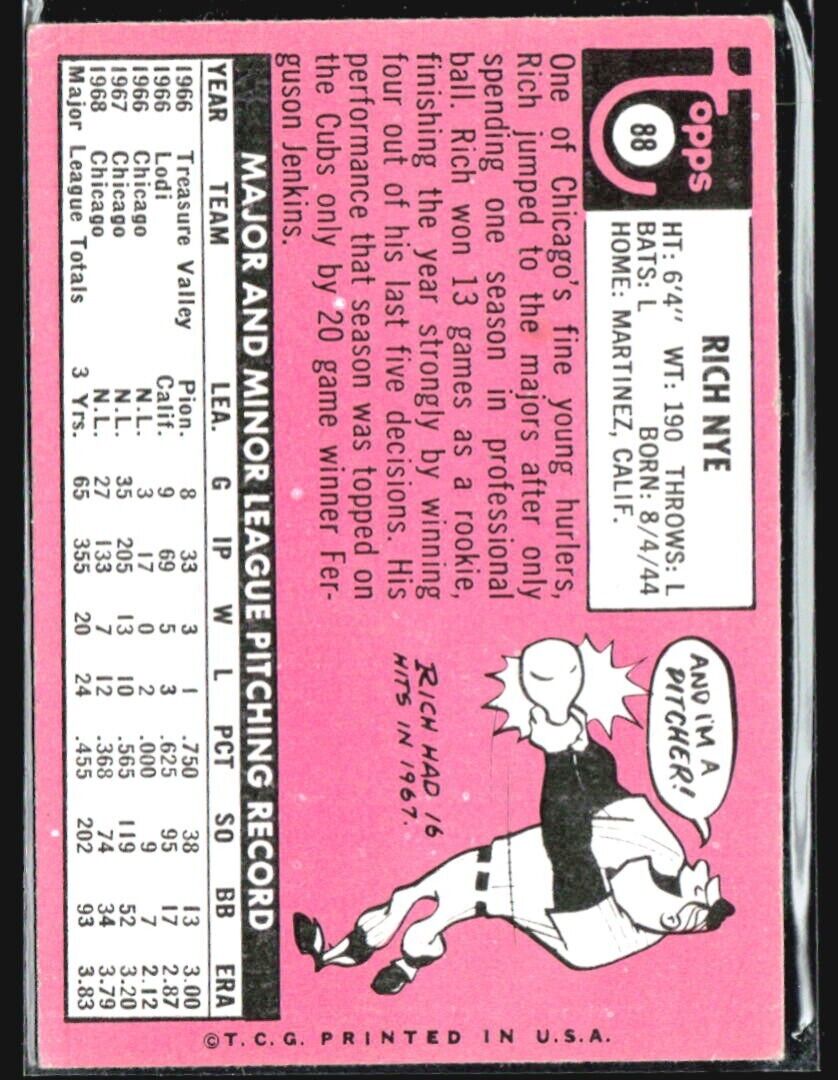 Topps
88
RICH NYE
HT: 6'4" WT: 190 THROWS: L
BATS: L BORN: 8/4/44
HOME: MARTINEZ, CALIF.
One of Chicago's fine young hurlers,
Rich jumped to the majors after only
spending one season in professional
ball. Rich won 13 games as a rookie,
finishing the year strongly by winning
four out of his last five decisions. His
performance that season was topped on
the Cubs only by 20 game winner Fer-
guson Jenkins.
AND I'M A
PITCHER!
RICH HAD 16
HITS IN 1967.
MAJOR AND MINOR LEAGUE PITCHING RECORD
YEAR TEAM LEA. G IP W L PCT SO BB ERA
1966 Treasure Valley Pion. 8 33 3 1 .750 38 13 3.00
1966 Lodi Calif. 9 69 5 3 .625 95 17 2.87
1966 Chicago N.L. 3 17 0 2 .000 9 7 2.12
1967 Chicago N.L. 35 205 13 10 .565 119 52 3.20
1968 Chicago N.L. 27 133 7 12 .368 74 34 3.79
Major League Totals 3 Yrs. 65 355 20 24 .455 202 93 3.83
©T.C.G. PRINTED IN U.S.A.